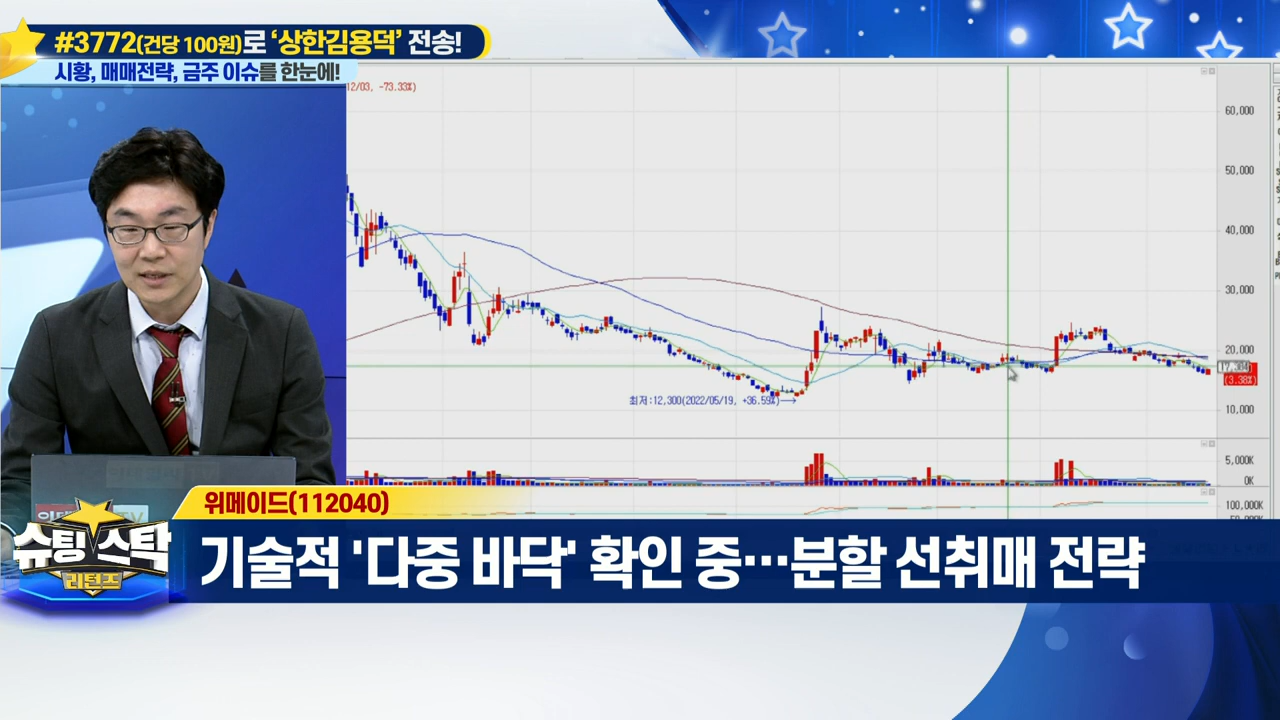 #3772(건당 100원)로 ‘상한김용덕’ 전송!
시황, 매매전략, 금주 이슈를 한눈에!
12/03, -73.33%)
60,000
50,000
40,000
30,000
20,000
(3.38%)
10,000
최저:12,300(2022/05/19, +36.59%)→
5,000K
0K
100,000K
위메이드(112040)
슈팅 스탁
리턴즈
기술적 '다중 바닥' 확인 중…분할 선취매 전략